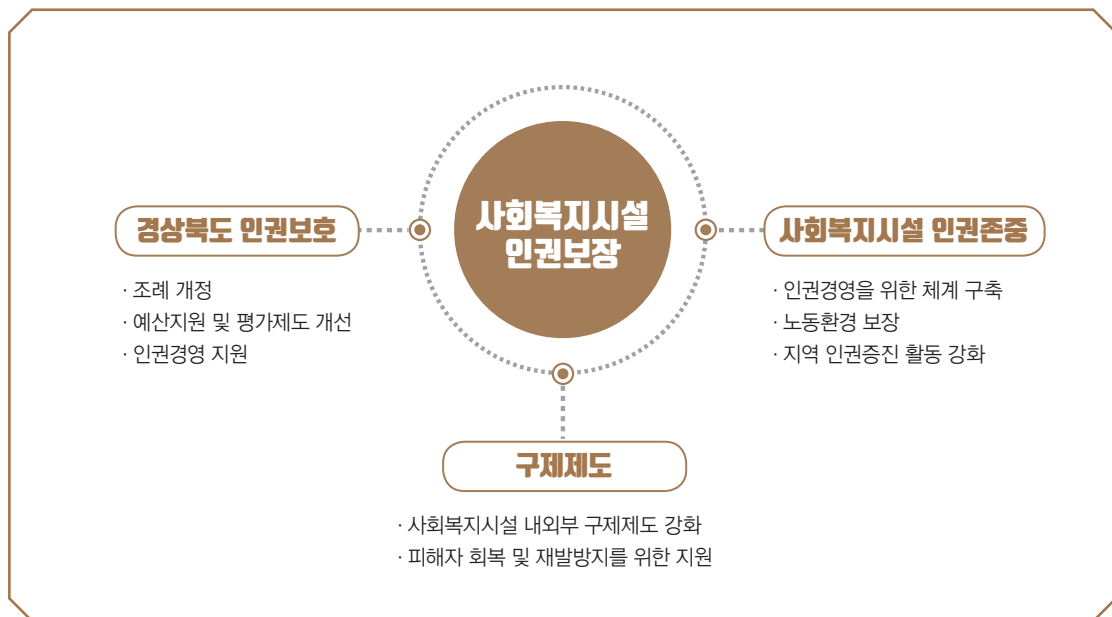 사회복지시설
인권보장
경상북도 인권보호
· 조례 개정
· 예산지원 및 평가제도 개선
· 인권경영 지원
사회복지시설 인권존중
· 인권경영을 위한 체계 구축
· 노동환경 보장
· 지역 인권증진 활동 강화
구제제도
· 사회복지시설 내외부 구제제도 강화
· 피해자 회복 및 재발방지를 위한 지원